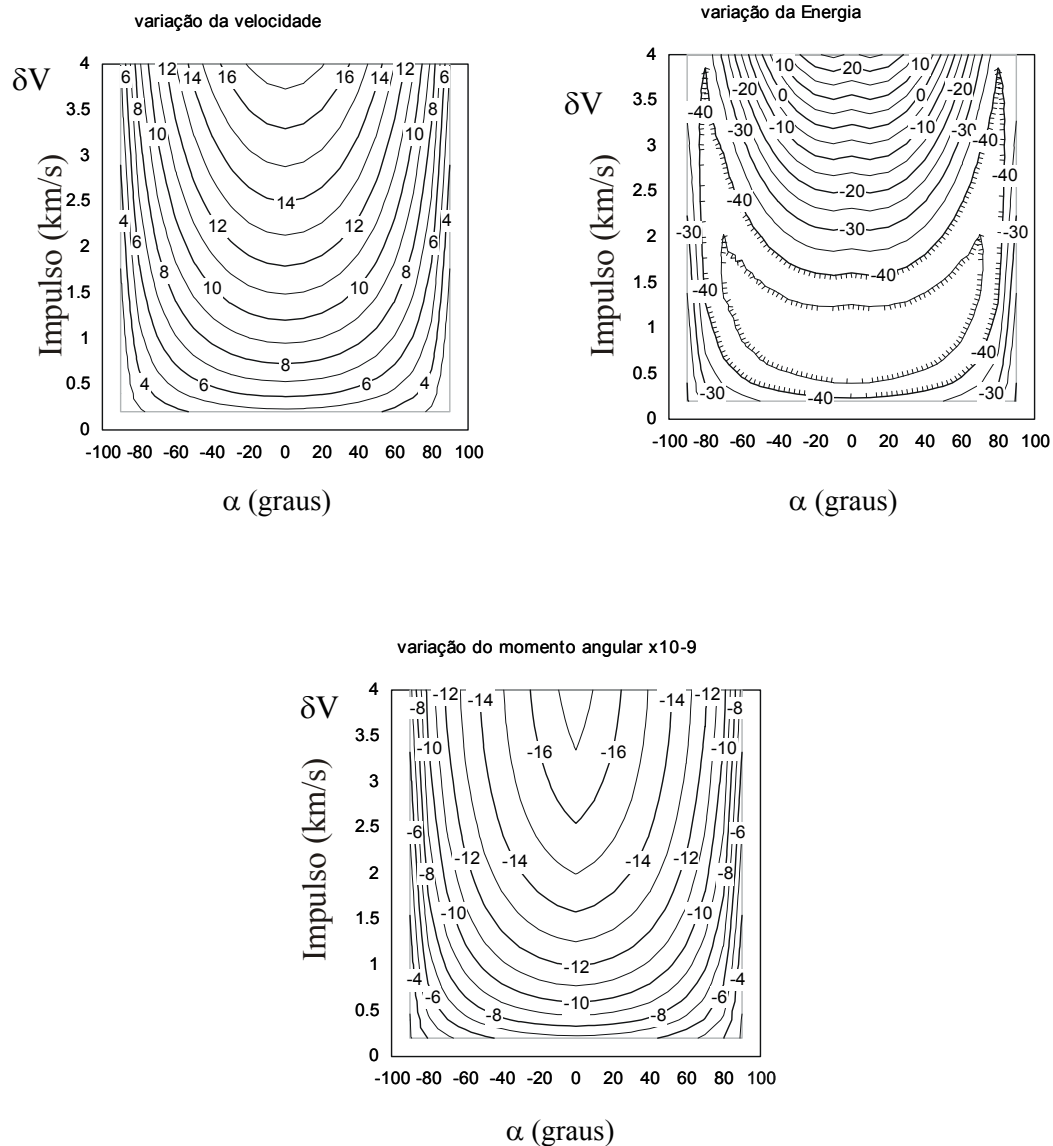 variação da velocidade
δV
Impulso (km/s)
4
3.5
3
2.5
2
1.5
1
0.5
0
6 12 14 16 16 14 12 6
8 8
10 10
14
4 12 12 4
6 6
8 8
10 10
8
4 6 6 4
-100 -80 -60 -40 -20 0 20 40 60 80 100
α (graus)
variação da Energia
δV
Impulso (km/s)
4
3.5
3
2.5
2
1.5
1
0.5
0
10 20 10
-20 0 0 -20
-40 -10 -10
-30 -30 -40
-20
-40 -40
-30 -30 -30
-40
-40
-40
-30 -40 -30
-100 -80 -60 -40 -20 0 20 40 60 80 100
α (graus)
variação do momento angular x10-9
δV
Impulso (km/s)
4
3.5
3
2.5
2
1.5
1
0.5
0
-8 -12 -14 -14 -12 -8
-10 -16 -16 -10
-6 -6
-8 -12 -14 -14 -12 -8
-10 -10
-12
-4 -4
-6 -10 -6
-8 -8
-100 -80 -60 -40 -20 0 20 40 60 80 100
α (graus)